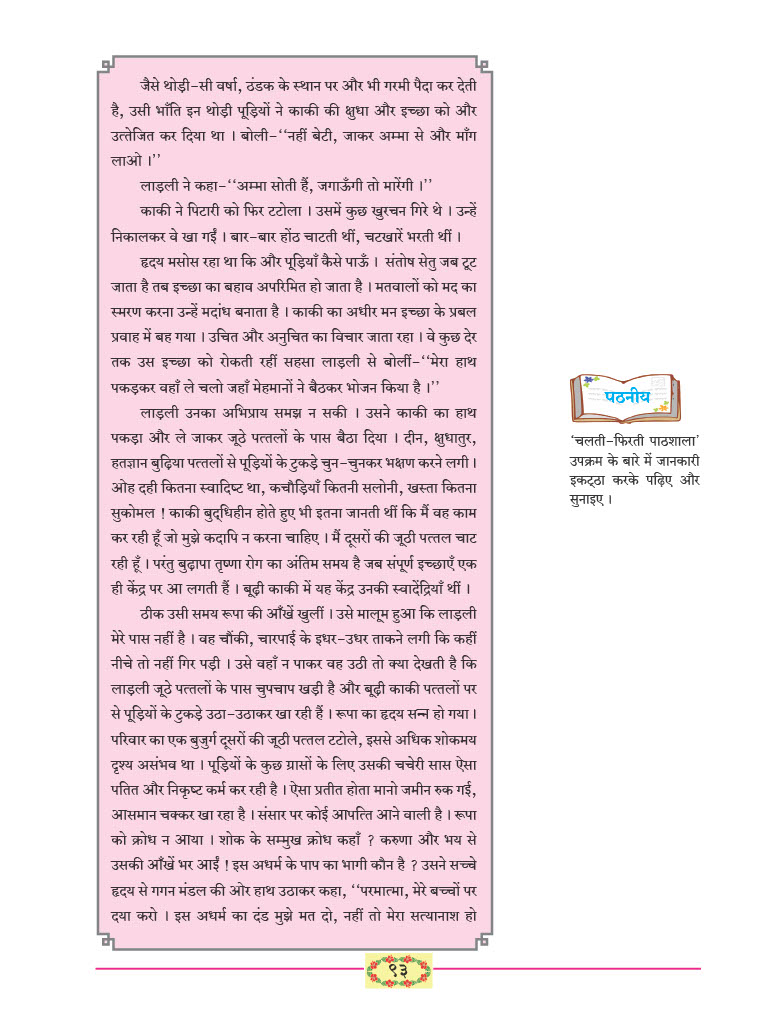 जैसे थोड़ी-सी वर्षा, ठंडक के स्थान पर और भी गरमी पैदा कर देती
है, उसी भाँति इन थोड़ी पूड़ियों ने काकी की क्षुधा और इच्छा को और
उत्तेजित कर दिया था । बोली-‘‘नहीं बेटी, जाकर अम्मा से और माँग
लाओ ।’’
लाड़ली ने कहा-‘‘अम्मा सोती हैं, जगाऊँगी तो मारेंगी ।’’
काकी ने पिटारी को फिर टटोला । उसमें कुछ खुरचन गिरे थे । उन्हें
निकालकर वे खा गईं । बार-बार होंठ चाटती थीं, चटखारें भरती थीं ।
हृदय मसोस रहा था कि और पूड़ियाँ कैसे पाऊँ । संतोष सेतु जब टूट
जाता है तब इच्छा का बहाव अपरिमित हो जाता है । मतवालों को मद का
स्मरण करना उन्हें मदांध बनाता है । काकी का अधीर मन इच्छा के प्रबल
प्रवाह में बह गया । उचित और अनुचित का विचार जाता रहा । वे कुछ देर
तक उस इच्छा को रोकती रहीं सहसा लाड़ली से बोलीं-‘‘मेरा हाथ
पकड़कर वहाँ ले चलो जहाँ मेहमानों ने बैठकर भोजन किया है ।’’
लाड़ली उनका अभिप्राय समझ न सकी । उसने काकी का हाथ
पकड़ा और ले जाकर जूठे पत्तलों के पास बैठा दिया । दीन, क्षुधातुर,
हतज्ञान बुढ़िया पत्तलों से पूड़ियों के टुकड़े चुन-चुनकर भक्षण करने लगी ।
ओह दही कितना स्वादिष्ट था, कचौड़ियाँ कितनी सलोनी, खस्ता कितना
सुकोमल ! काकी बुद्धिहीन होते हुए भी इतना जानती थीं कि मैं वह काम
कर रही हूँ जो मुझे कदापि न करना चाहिए । मैं दूसरों की जूठी पत्तल चाट
रही हूँ । परंतु बुढ़ापा तृष्णा रोग का अंतिम समय है जब संपूर्ण इच्छाएँ एक
ही केंद्र पर आ लगती हैं । बूढ़ी काकी में यह केंद्र उनकी स्वादेंद्रियाँ थीं ।
ठीक उसी समय रूपा की आँखें खुलीं । उसे मालूम हुआ कि लाड़ली
मेरे पास नहीं है । वह चौंकी, चारपाई के इधर-उधर ताकने लगी कि कहीं
नीचे तो नहीं गिर पड़ी । उसे वहाँ न पाकर वह उठी तो क्या देखती है कि
लाड़ली जूठे पत्तलों के पास चुपचाप खड़ी है और बूढ़ी काकी पत्तलों पर
से पूड़ियों के टुकड़े उठा-उठाकर खा रही हैं । रूपा का हृदय सन्न हो गया ।
परिवार का एक बुजुर्ग दूसरों की जूठी पत्तल टटोले, इससे अधिक शोकमय
दृश्य असंभव था । पूड़ियों के कुछ ग्रासों के लिए उसकी चचेरी सास ऐसा
पतित और निकृष्ट कर्म कर रही है । ऐसा प्रतीत होता मानो जमीन रुक गई,
आसमान चक्कर खा रहा है । संसार पर कोई आपत्ति आने वाली है । रूपा
को क्रोध न आया । शोक के सम्मुख क्रोध कहाँ ? करुणा और भय से
उसकी आँखें भर आईं ! इस अधर्म के पाप का भागी कौन है ? उसने सच्चे
हृदय से गगन मंडल की ओर हाथ उठाकर कहा, ‘‘परमात्मा, मेरे बच्चों पर
दया करो । इस अधर्म का दंड मुझे मत दो, नहीं तो मेरा सत्यानाश हो
पठनीय
‘चलती-फिरती पाठशाला’
उपक्रम के बारे में जानकारी
इकट्ठा करके पढ़िए और
सुनाइए ।
९३